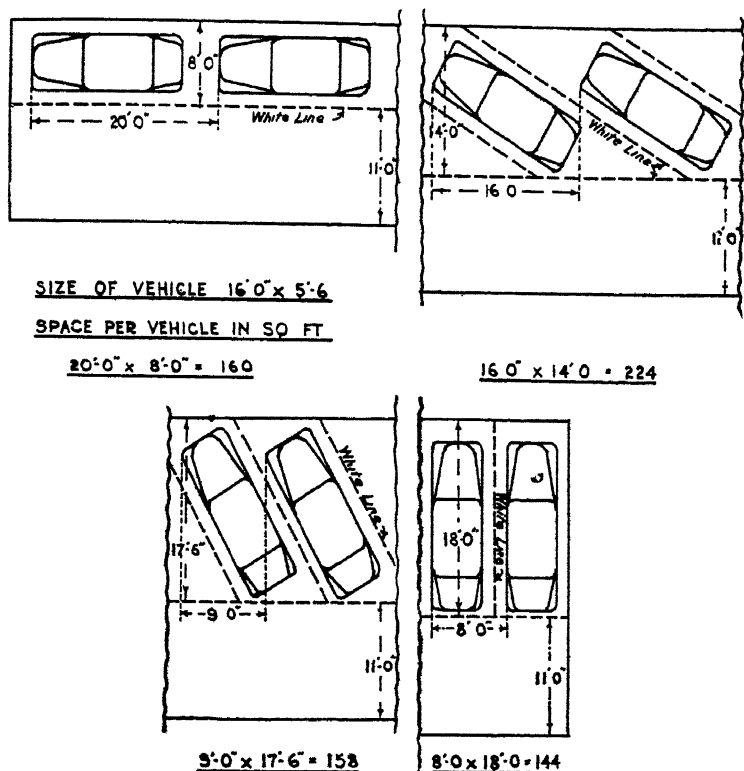 8'0"
20'0"
White Line
11'0"
14'0"
White Line
16 0
11'0"
SIZE OF VEHICLE 16'0" x 5'-6
SPACE PER VEHICLE IN SQ FT
20'-0" x 8'-0" = 160
16 0" x 14'0 = 224
White Line
17'-6"
9 0"
11'0"
18'0"
White Line
8'0"
11'0"
9'-0" x 17'-6" = 158
8'-0 x 18'-0 = 144